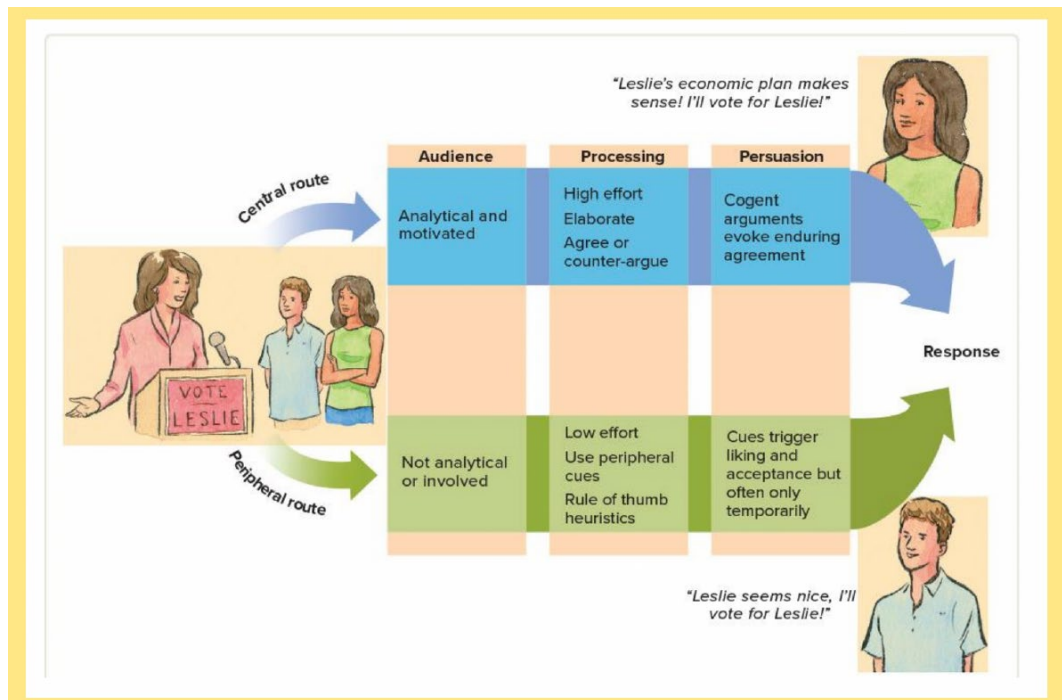 "Leslie's economic plan makes
sense! I'll vote for Leslie!"
Audience
Processing
Persuasion
Central route
Analytical and
motivated
High effort
Elaborate
Agree or
counter-argue
Cogent
arguments
evoke enduring
agreement
Response
VOTE
LESLIE
Peripheral route
Not analytical
or involved
Low effort
Use peripheral
cues
Rule of thumb
heuristics
Cues trigger
liking and
acceptance but
often only
temporarily
"Leslie seems nice, I'll
vote for Leslie!"